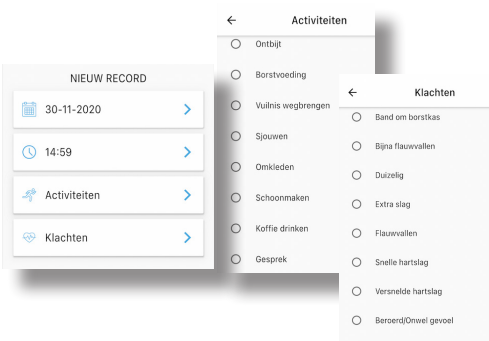 NIEUW RECORD
30-11-2020
14:59
Activiteiten
Klachten
Activiteiten
Ontbijt
Borstvoeding
Vuilnis wegbrengen
Sjouwen
Omkleden
Schoonmaken
Koffie drinken
Gesprek
Klachten
Band om borstkas
Bijna flauwvallen
Duizelig
Extra slag
Flauwvallen
Snelle hartslag
Versnelde hartslag
Beroerd/Onwel gevoel